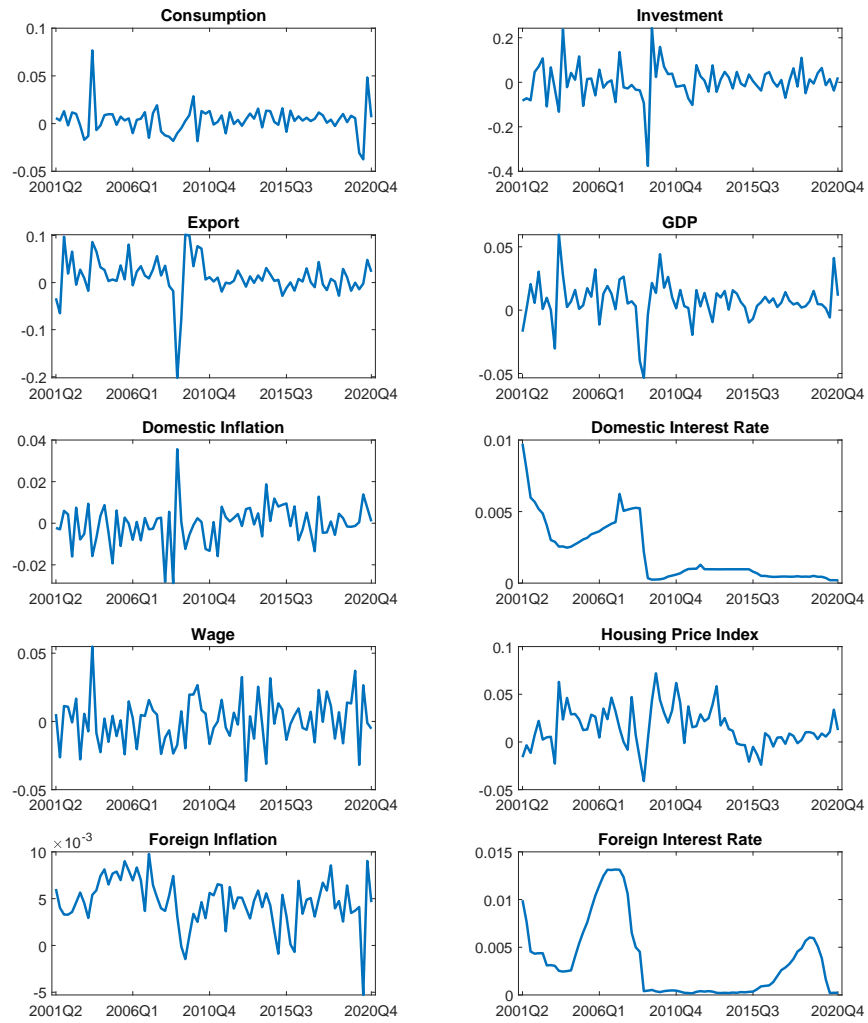 Consumption
0.1
0.05
0
-0.05
2001Q2 2006Q1 2010Q4 2015Q3 2020Q4
Investment
0.2
0
-0.2
-0.4
2001Q2 2006Q1 2010Q4 2015Q3 2020Q4
Export
0.1
0
-0.1
-0.2
2001Q2 2006Q1 2010Q4 2015Q3 2020Q4
GDP
0.05
0
-0.05
2001Q2 2006Q1 2010Q4 2015Q3 2020Q4
Domestic Inflation
0.04
0.02
0
-0.02
2001Q2 2006Q1 2010Q4 2015Q3 2020Q4
Domestic Interest Rate
0.01
0.005
0
2001Q2 2006Q1 2010Q4 2015Q3 2020Q4
Wage
0.05
0
-0.05
2001Q2 2006Q1 2010Q4 2015Q3 2020Q4
Housing Price Index
0.1
0.05
0
-0.05
2001Q2 2006Q1 2010Q4 2015Q3 2020Q4
Foreign Inflation
×10⁻³
10
5
0
-5
2001Q2 2006Q1 2010Q4 2015Q3 2020Q4
Foreign Interest Rate
0.015
0.01
0.005
0
2001Q2 2006Q1 2010Q4 2015Q3 2020Q4